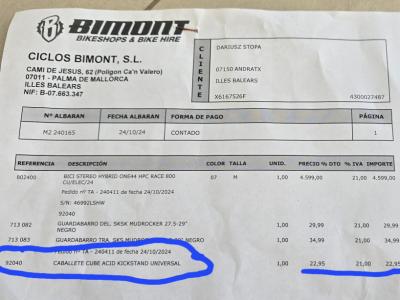 BIMONT
BIKESHOPS & BIKE HIRE
CICLOS BIMONT, S.L.
CAMI DE JESUS, 62 (Poligon Ca'n Valero)
07011 - PALMA DE MALLORCA
ILLES BALEARS
NIF: B-07.663.347
CLIENTE
DARIUSZ STOPA
07150 ANDRATX
ILLES BALEARS
X6167526F 4300027487
Nº ALBARAN FECHA ALBARAN FORMA DE PAGO PÁGINA
M2 240165 24/10/24 CONTADO 1
REFERENCIA DESCRIPCIÓN COLOR TALLA UNID. PRECIO % DTO % IVA IMPORTE
802400 BICI STEREO HYBRID ONE44 HPC RACE 800 07 M 1,00 4.599,00 21,00 4.599,00
CU/ELEC/24
Pedido nº TA - 240411 de fecha 24/10/2024
S/N: 46992LSHW
92040
713 082 GUARDABARRO DEL. SKSK MUDROCKER 27.5-29" 1,00 29,99 21,00 29,99
NEGRO
713 083 GUARDABARRO TRA. SKS MUDROCKER 1,00 34,99 21,00 34,99
NEGRO
Pedido nº TA - 240411 de fecha 24/10/2024
92040 CABALLETE CUBE ACID KICKSTAND UNIVERSAL 1,00 22,95 21,00 22,95